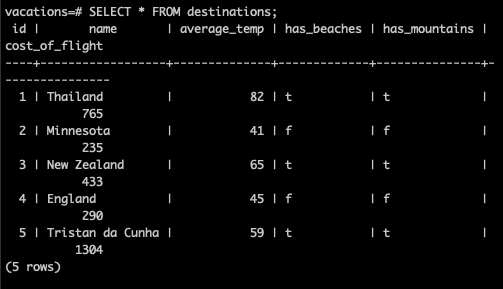 vacations=# SELECT * FROM destinations;
 id |       name       | average_temp | has_beaches | has_mountains |
cost_of_flight
----+------------------+--------------+-------------+---------------+-
---------------
  1 | Thailand         |           82 | t           | t             |
           765
  2 | Minnesota        |           41 | f           | f             |
           235
  3 | New Zealand      |           65 | t           | t             |
           433
  4 | England          |           45 | f           | f             |
           290
  5 | Tristan da Cunha |           59 | t           | t             |
          1304
(5 rows)